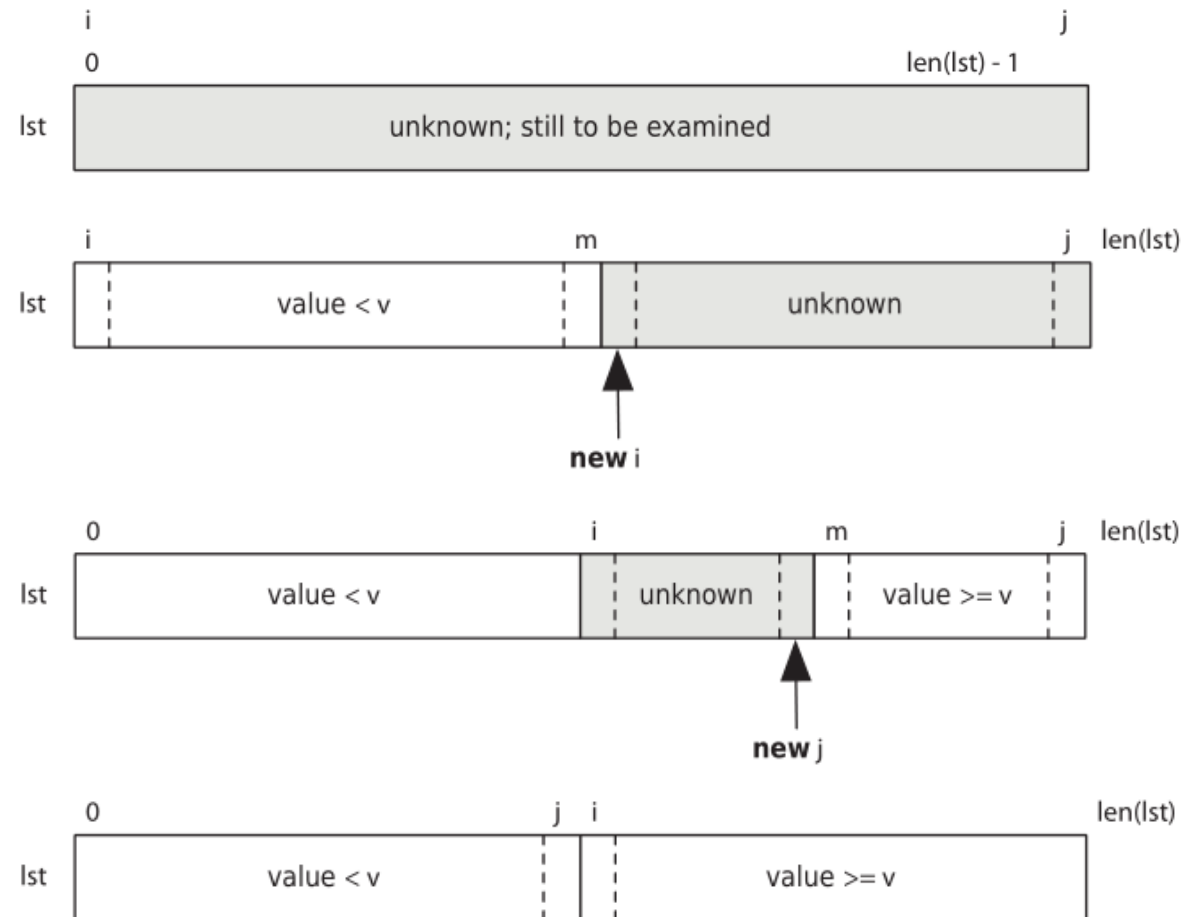 i j
0 len(lst) - 1
lst unknown; still to be examined
i m j len(lst)
lst value < v unknown
new i
0 i m j len(lst)
lst value < v unknown value >= v
new j
0 j i len(lst)
lst value < v value >= v